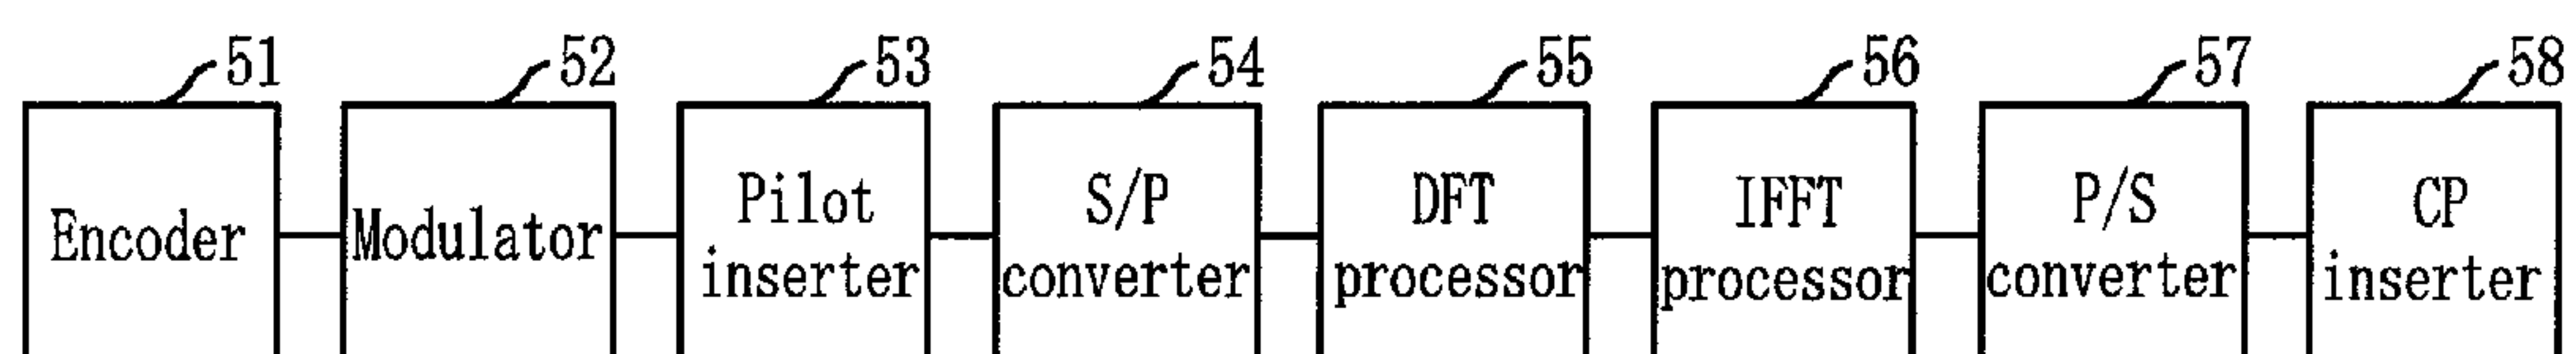 51 52 53 54 55 56 57 58
Encoder
Modulator
Pilot
inserter
S/P
converter
DFT
processor
IFFT
processor
P/S
converter
CP
inserter